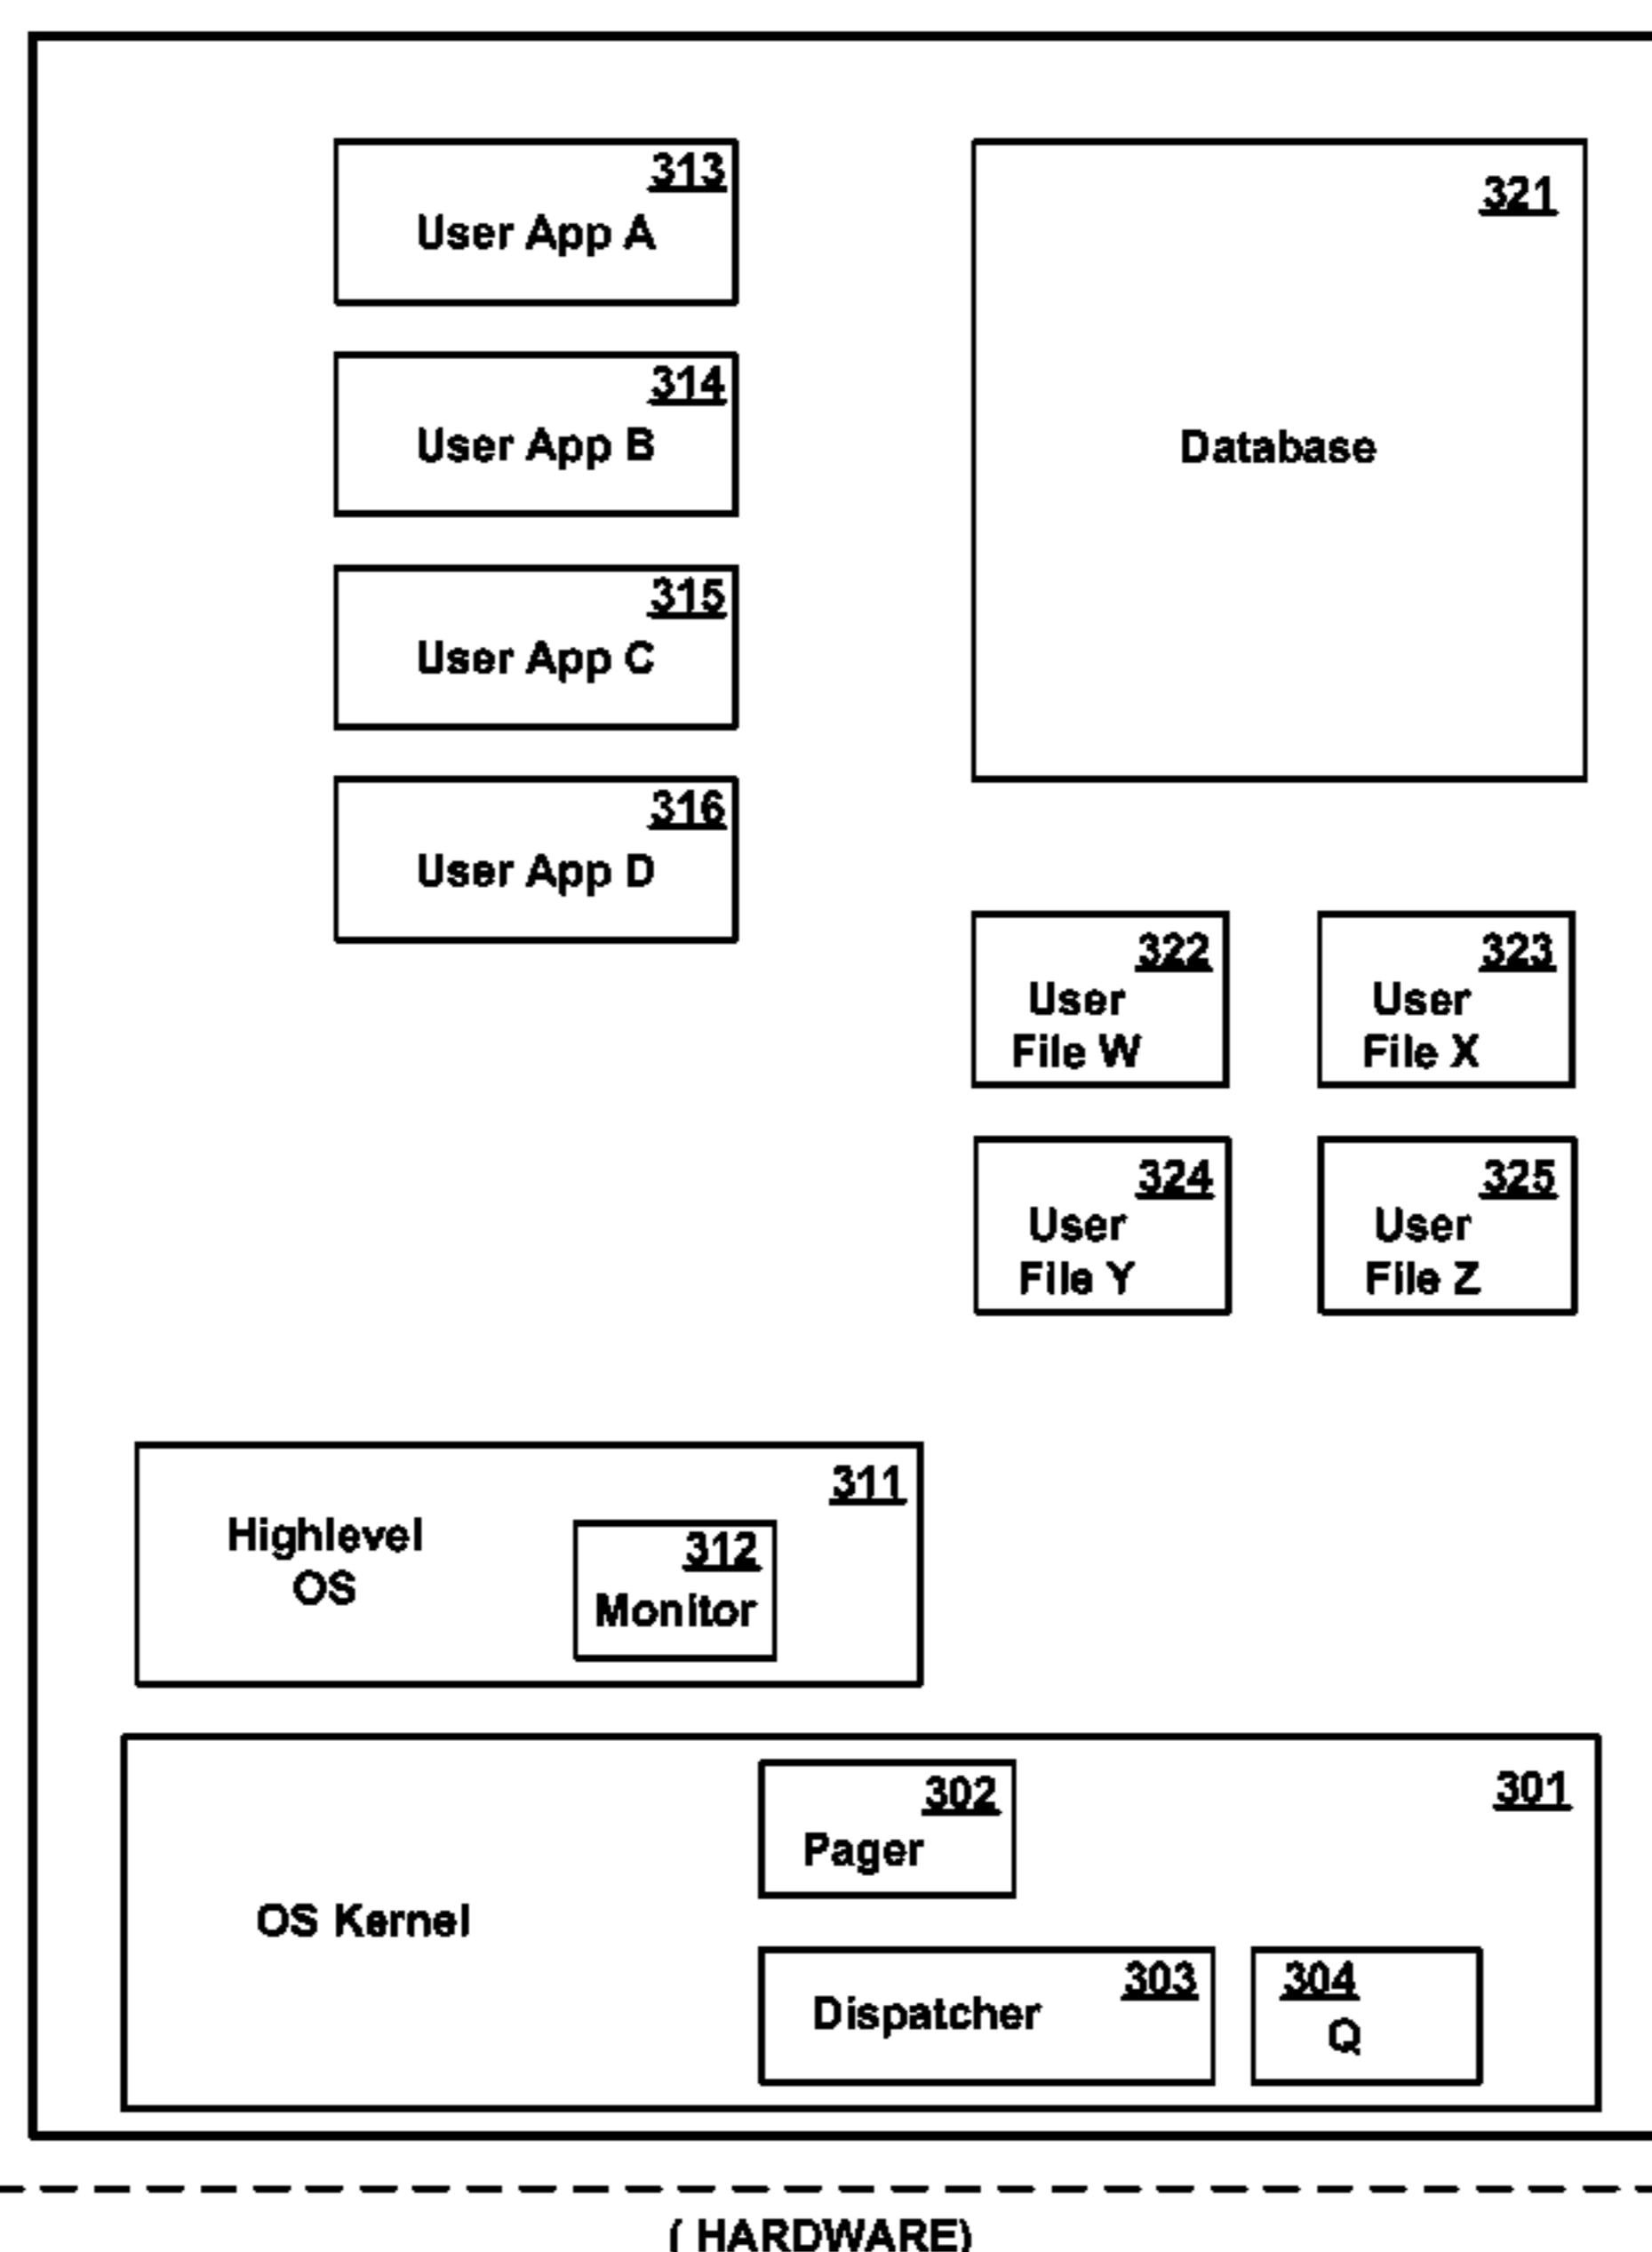 313
User App A
314
User App B
315
User App C
316
User App D
321
Database
322
User
File W
323
User
File X
324
User
File Y
325
User
File Z
311
Highlevel
OS
312
Monitor
301
OS Kernel
302
Pager
303
Dispatcher
304
Q
( HARDWARE)